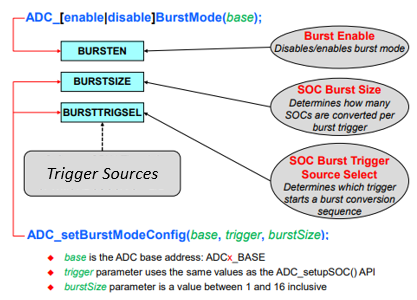 ADC_[enable|disable]BurstMode(base);
BURSTEN
Burst Enable
Disables/enables burst mode
BURSTSIZE
SOC Burst Size
Determines how many
SOCs are converted per
burst trigger
BURSTTRIGSEL
SOC Burst Trigger
Source Select
Determines which trigger
starts a burst conversion
sequence
Trigger Sources
ADC_setBurstModeConfig(base, trigger, burstSize);
base is the ADC base address: ADCx_BASE
trigger parameter uses the same values as the ADC_setupSOC() API
burstSize parameter is a value between 1 and 16 inclusive